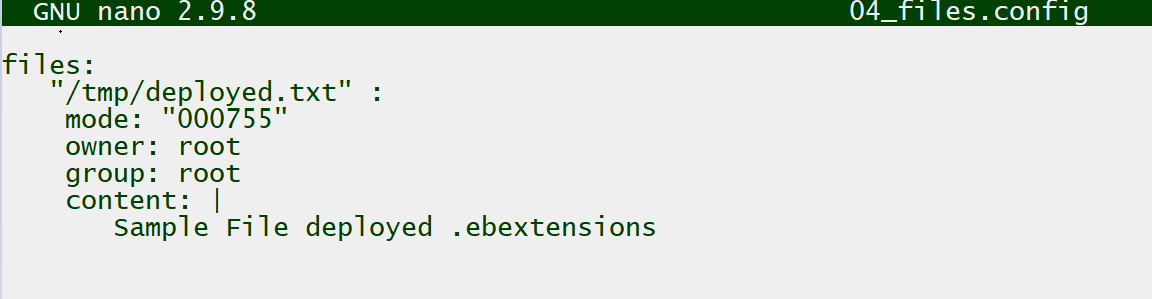 GNU nano 2.9.8 04_files.config
files:
   "/tmp/deployed.txt" :
    mode: "000755"
    owner: root
    group: root
    content: |
       Sample File deployed .ebextensions